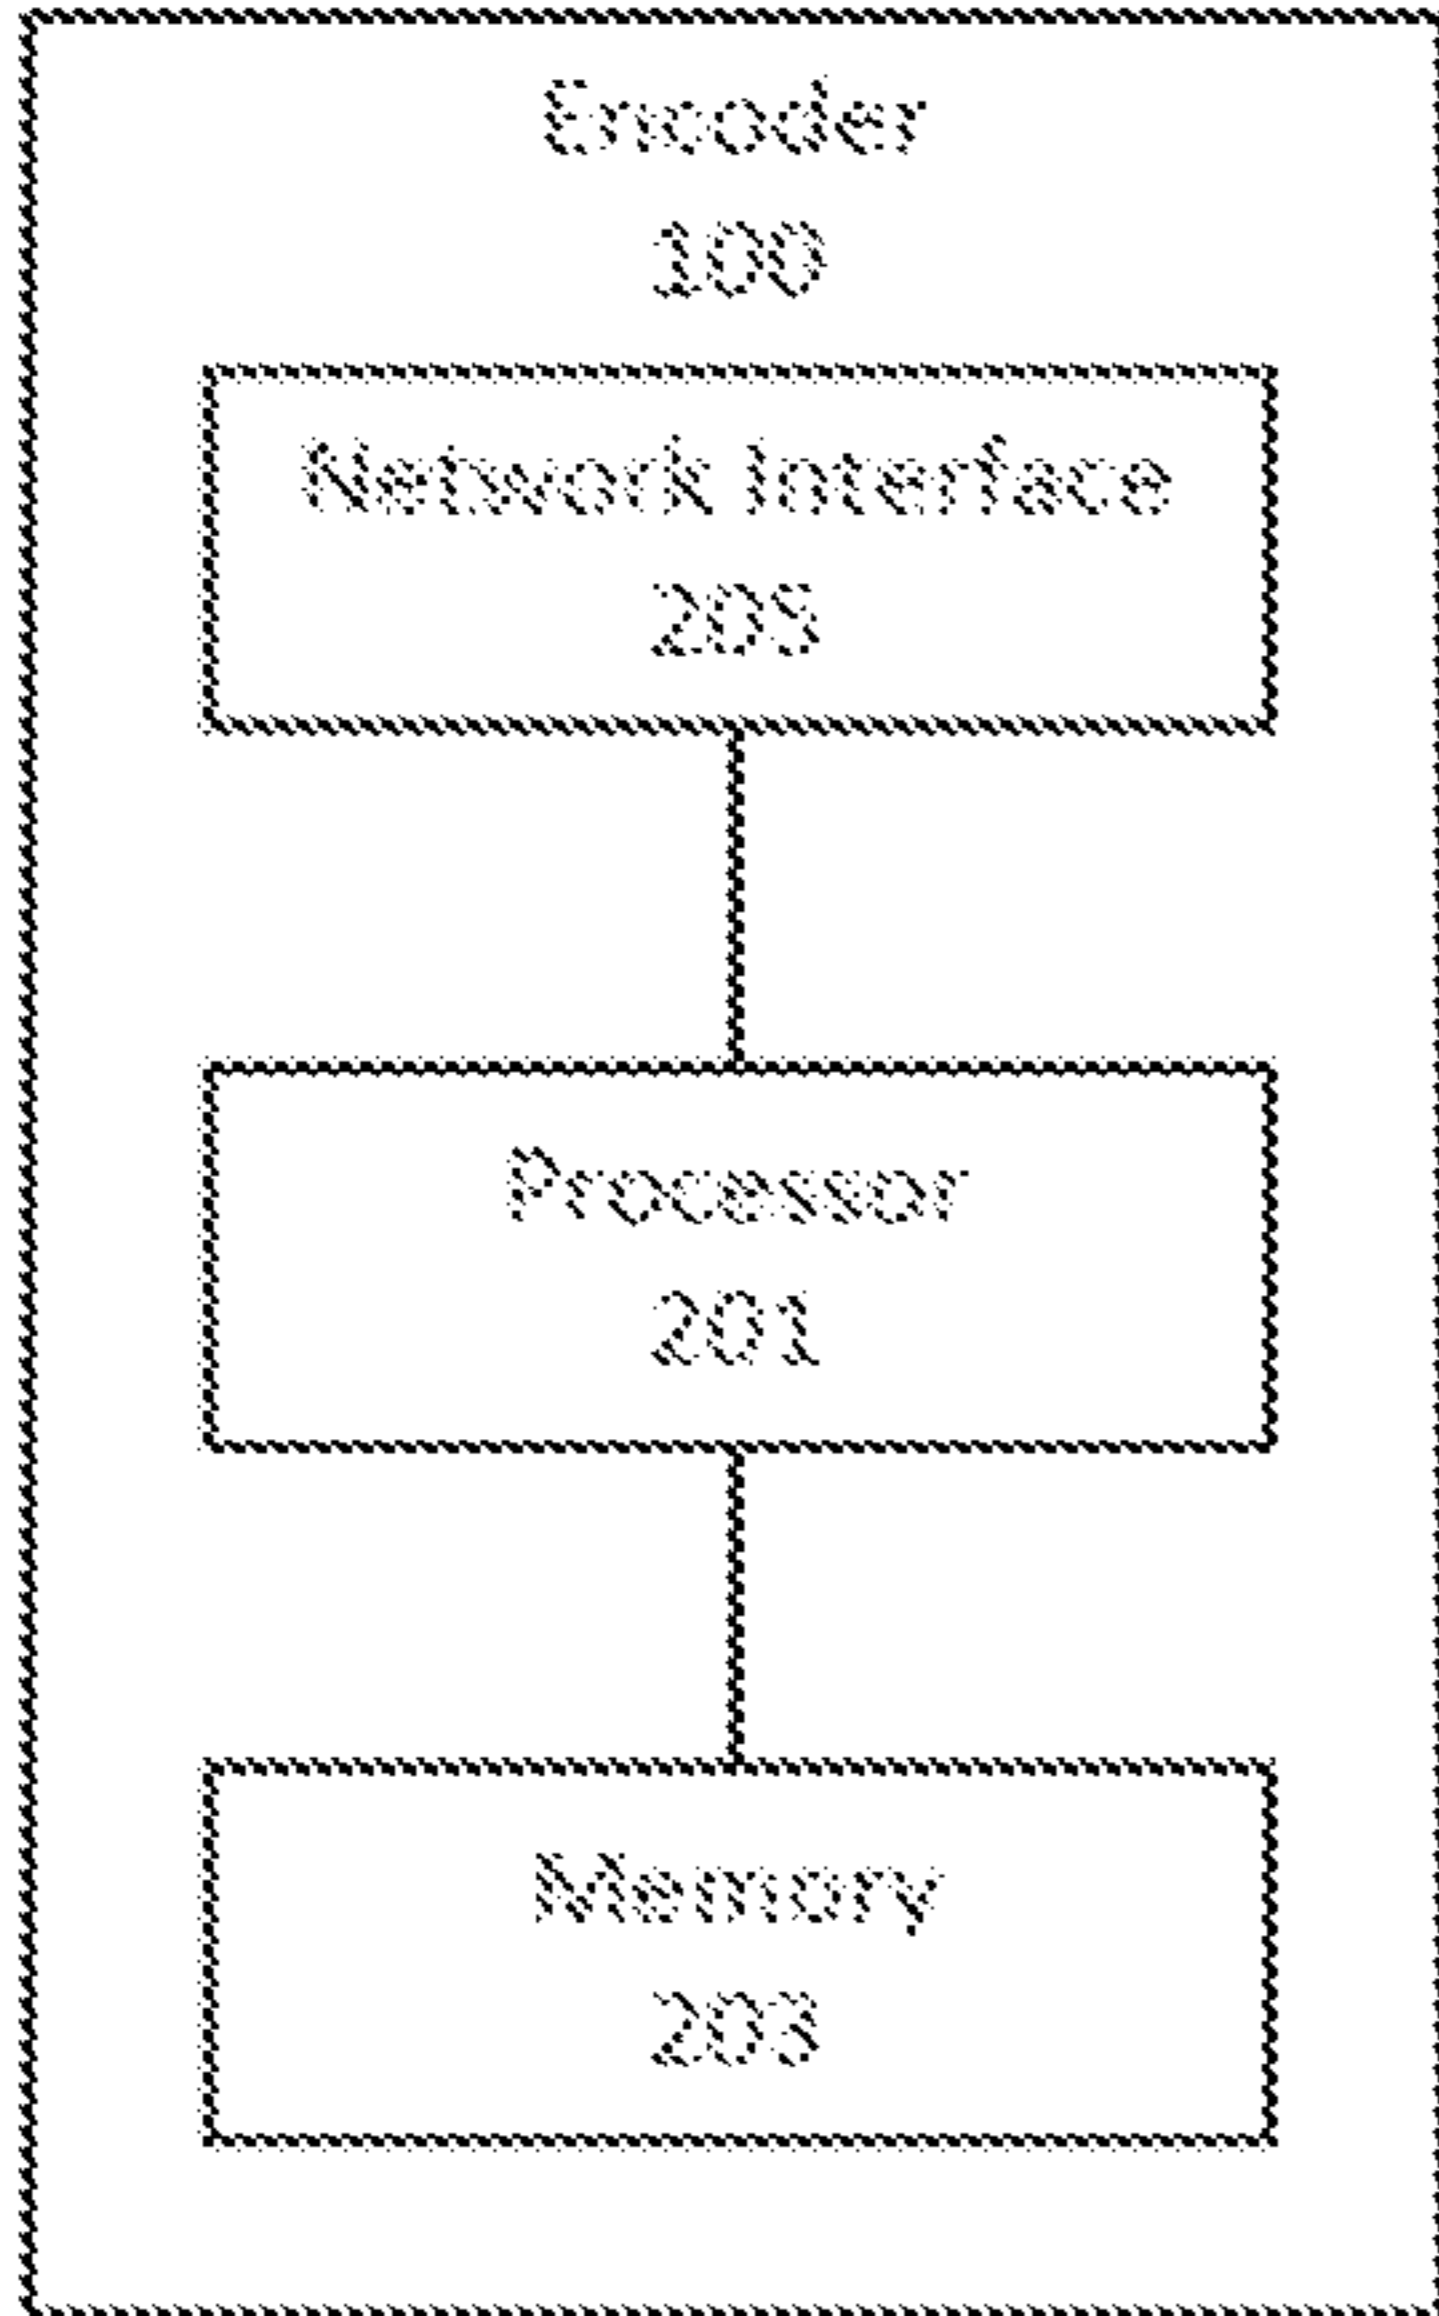 Encoder
100
Network Interface
205
Processor
201
Memory
203